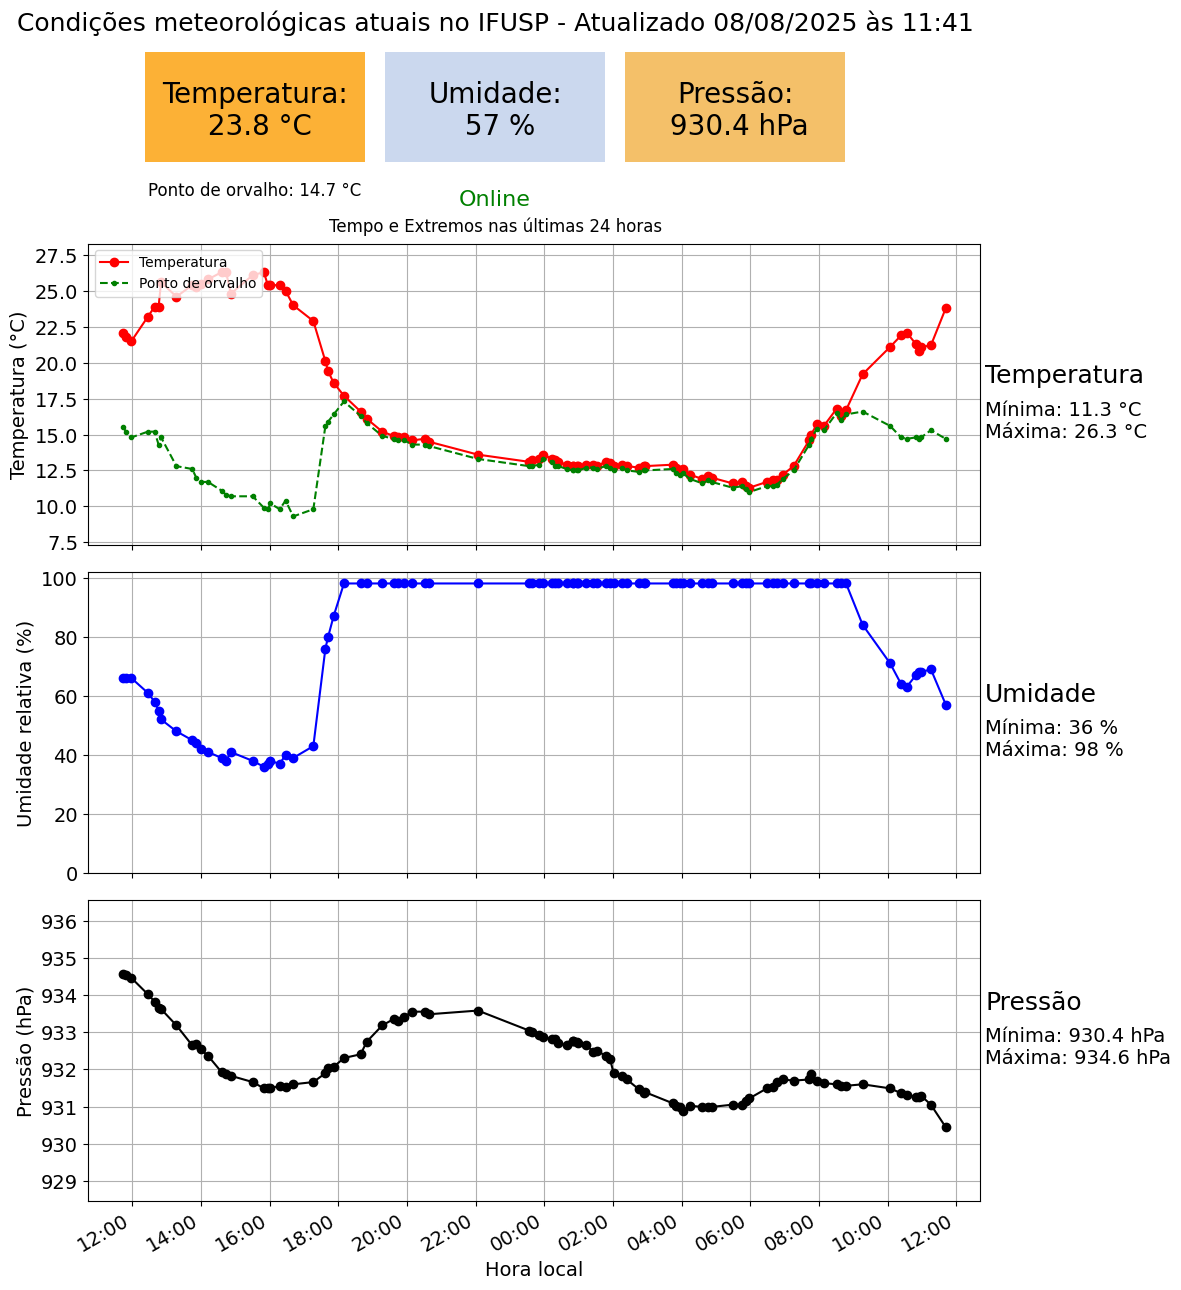 Condições meteorológicas atuais no IFUSP - Atualizado 08/08/2025 às 11:41
Temperatura:
23.8 °C
Umidade:
57 %
Pressão:
930.4 hPa
Ponto de orvalho: 14.7 °C
Online
Tempo e Extremos nas últimas 24 horas
Temperatura
Ponto de orvalho
Temperatura (°C)
27.5
25.0
22.5
20.0
17.5
15.0
12.5
10.0
7.5
Temperatura
Mínima: 11.3 °C
Máxima: 26.3 °C
Umidade relativa (%)
100
80
60
40
20
0
Umidade
Mínima: 36 %
Máxima: 98 %
Pressão (hPa)
936
935
934
933
932
931
930
929
Pressão
Mínima: 930.4 hPa
Máxima: 934.6 hPa
12:00 14:00 16:00 18:00 20:00 22:00 00:00 02:00 04:00 06:00 08:00 10:00 12:00
Hora local